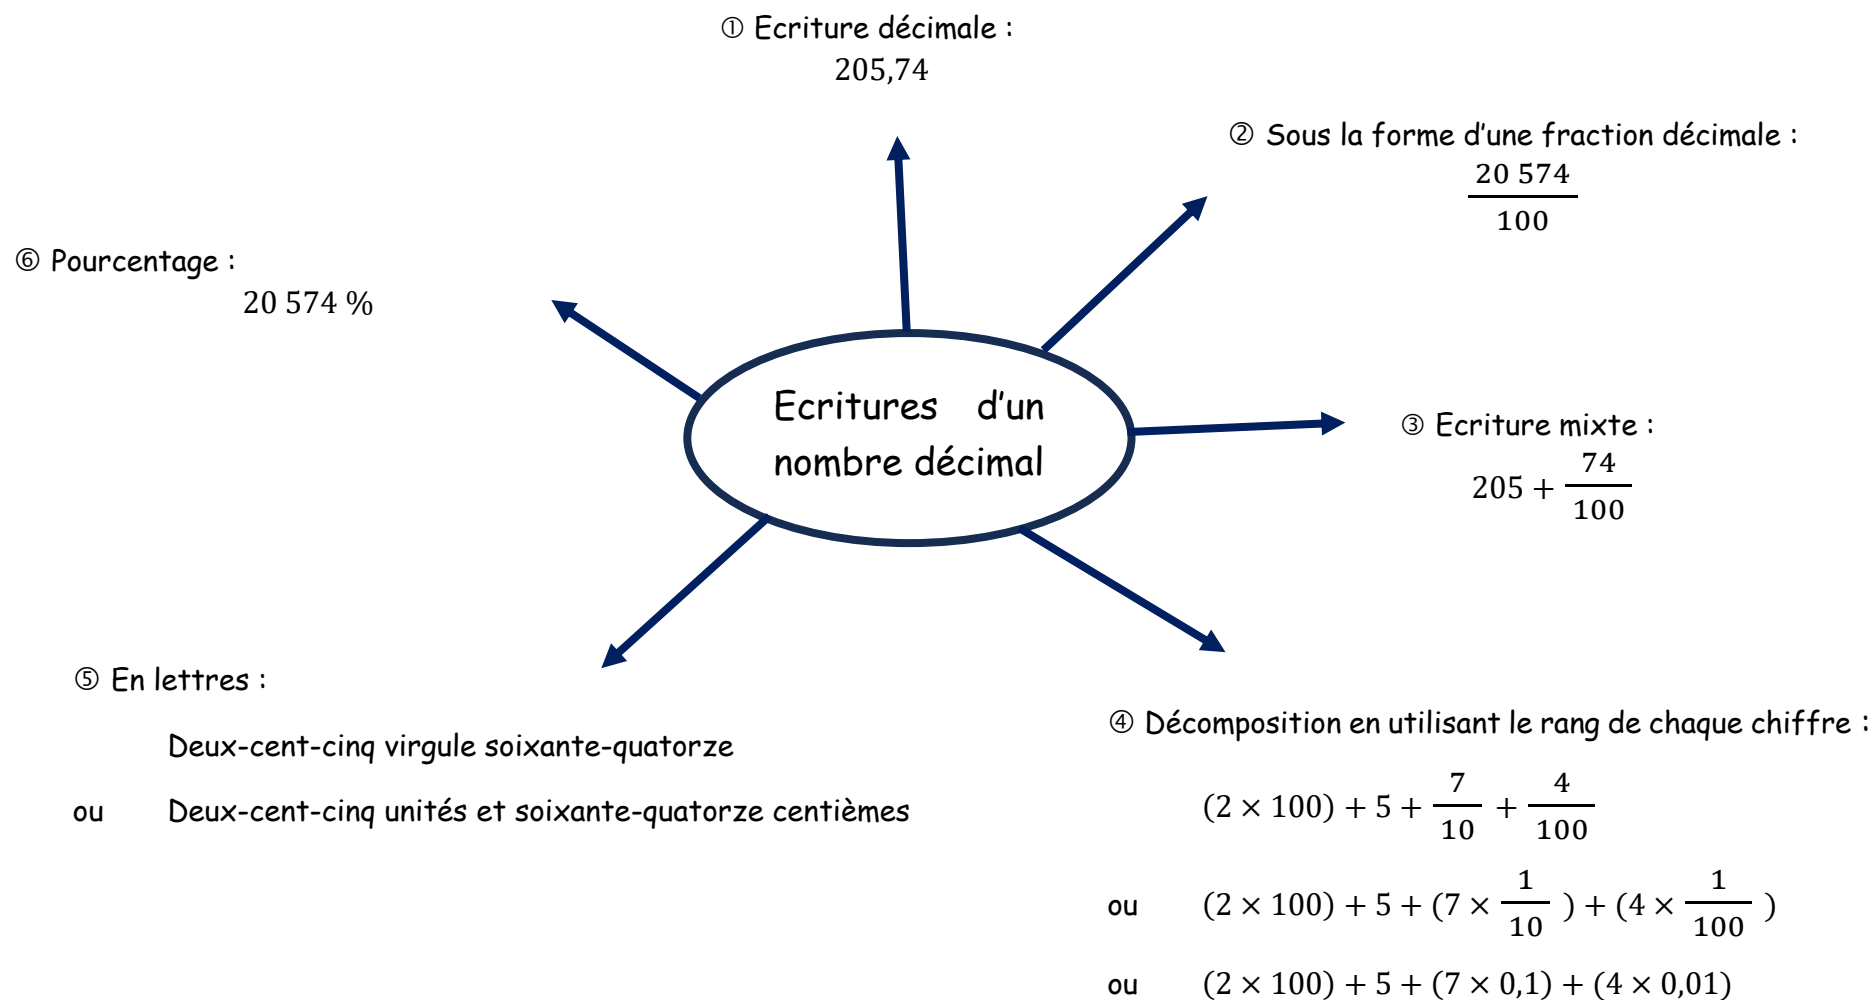 ① Ecriture décimale :
205,74
② Sous la forme d’une fraction décimale :
20 574
100
⑥ Pourcentage :
20 574 %
Ecritures d’un
nombre décimal
③ Ecriture mixte :
205 + 74/100
⑤ En lettres :
Deux-cent-cinq virgule soixante-quatorze
ou Deux-cent-cinq unités et soixante-quatorze centièmes
④ Décomposition en utilisant le rang de chaque chiffre :
(2 × 100) + 5 + 7/10 + 4/100
ou (2 × 100) + 5 + (7 × 1/10 ) + (4 × 1/100 )
ou (2 × 100) + 5 + (7 × 0,1) + (4 × 0,01)